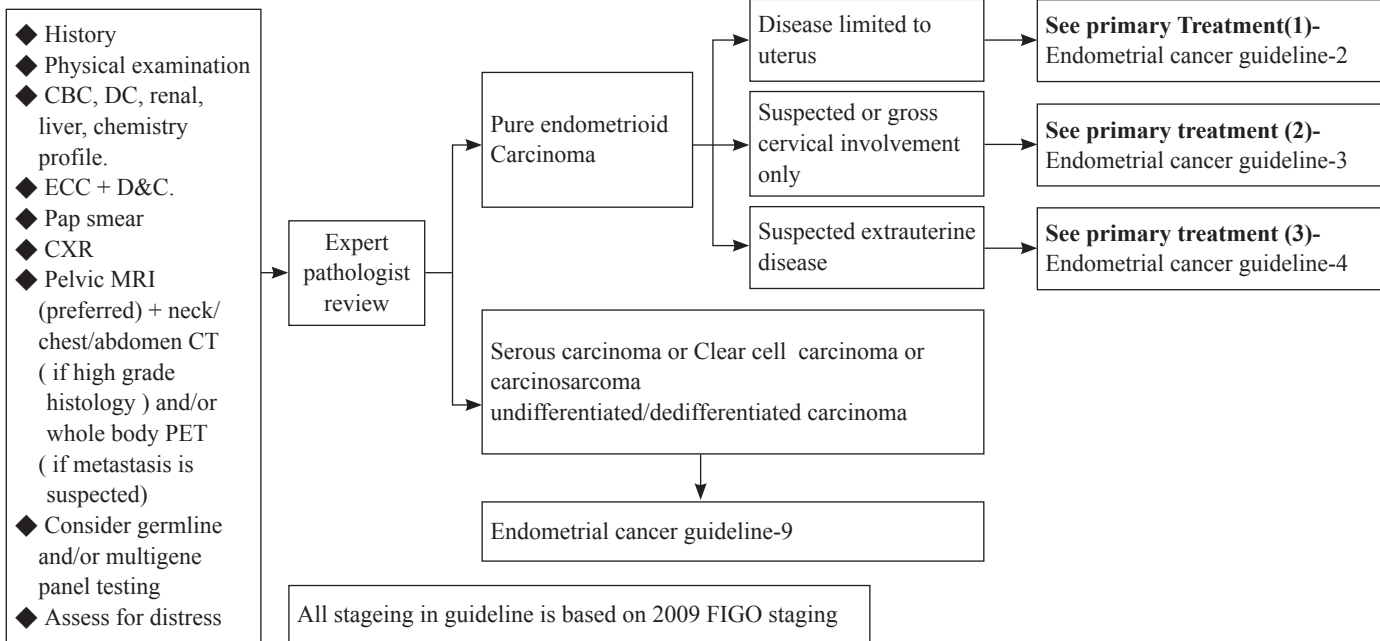 ◆ History
◆ Physical examination
◆ CBC, DC, renal,
liver, chemistry
profile.
◆ ECC + D&C.
◆ Pap smear
◆ CXR
◆ Pelvic MRI
(preferred) + neck/
chest/abdomen CT
( if high grade
histology ) and/or
whole body PET
( if metastasis is
suspected)
◆ Consider germline
and/or multigene
panel testing
◆ Assess for distress
Expert
pathologist
review
Pure endometrioid
Carcinoma
Disease limited to
uterus
See primary Treatment(1)-
Endometrial cancer guideline-2
Suspected or gross
cervical involvement
only
See primary treatment (2)-
Endometrial cancer guideline-3
Suspected extrauterine
disease
See primary treatment (3)-
Endometrial cancer guideline-4
Serous carcinoma or Clear cell carcinoma or
carcinosarcoma
undifferentiated/dedifferentiated carcinoma
Endometrial cancer guideline-9
All stageing in guideline is based on 2009 FIGO staging